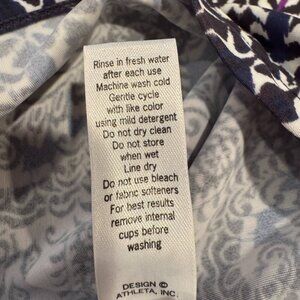 Rinse in fresh water
after each use
Machine wash cold
Gentle cycle
with like color
using mild detergent
Do not dry clean
Do not store
when wet
Line dry
Do not use bleach
or fabric softeners
For best results
remove internal
cups before
washing
DESIGN ©
ATHLETA, INC.